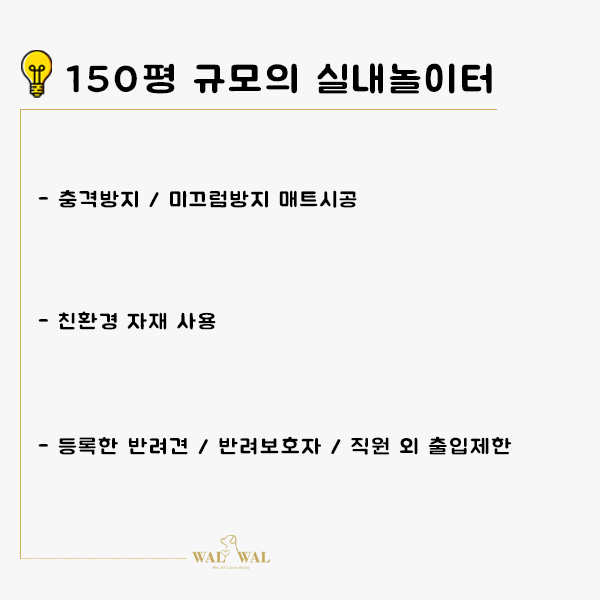 150평 규모의 실내놀이터
- 충격방지 / 미끄럼방지 매트시공
- 친환경 자재 사용
- 등록한 반려견 / 반려보호자 / 직원 외 출입제한
WAL WAL